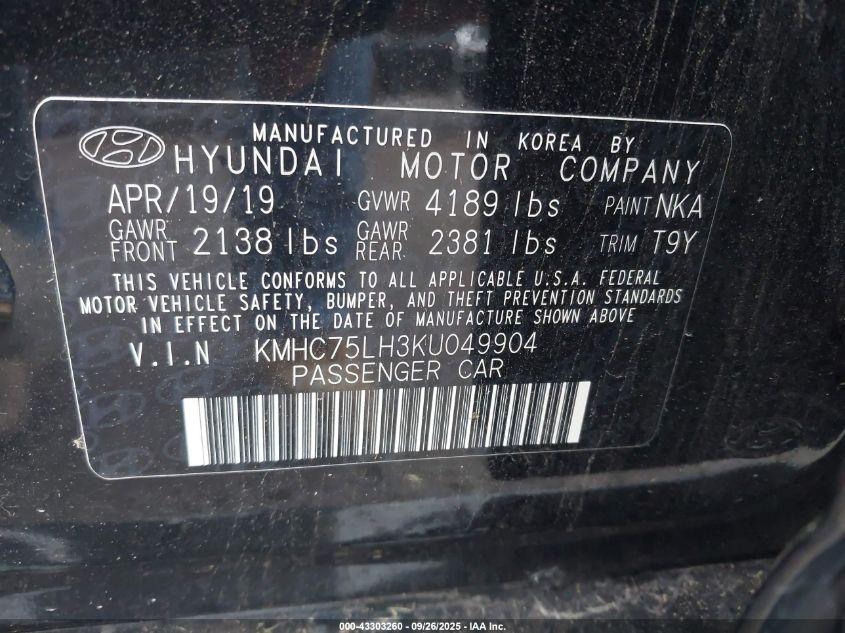 MANUFACTURED IN KOREA BY
HYUNDAI MOTOR COMPANY
APR/19/19 GVWR 4189 lbs PAINT NKA
GAWR FRONT 2138 lbs GAWR REAR 2381 lbs TRIM T9Y
THIS VEHICLE CONFORMS TO ALL APPLICABLE U.S.A. FEDERAL
MOTOR VEHICLE SAFETY, BUMPER, AND THEFT PREVENTION STANDARDS
IN EFFECT ON THE DATE OF MANUFACTURE SHOWN ABOVE
V.I.N KMHC75LH3KU049904
PASSENGER CAR
000-43303260 - 09/26/2025 - IAA Inc.